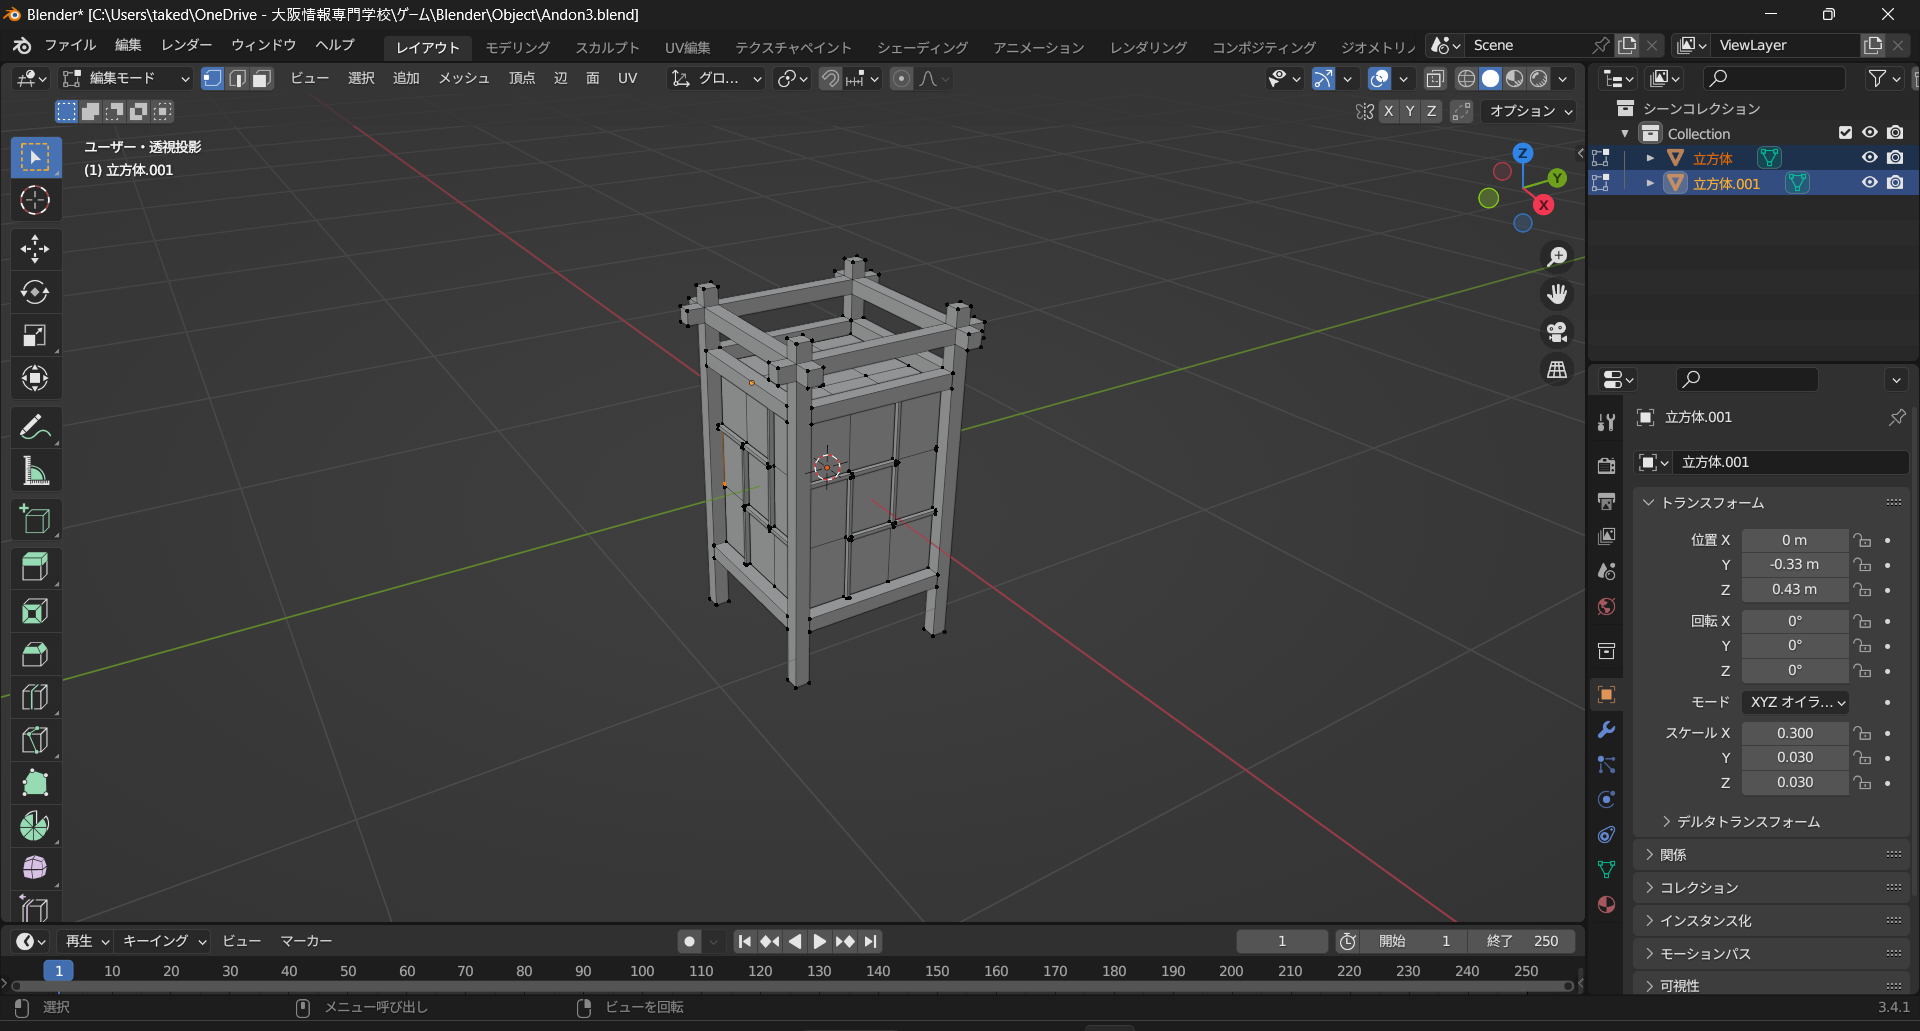 Blender* [C:\Users\taked\OneDrive - 大阪情報専門学校\ゲーム\Blender\Object\Andon3.blend]
ファイル 編集 レンダー ウィンドウ ヘルプ レイアウト モデリング スカルプト UV編集 テクスチャペイント シェーディング アニメーション レンダリング コンポジティング ジオメトリノ Scene ViewLayer
編集モード ビュー 選択 追加 メッシュ 頂点 辺 面 UV グロ...
X Y Z オプション
ユーザー・透視投影
(1) 立方体.001
Z
Y
X
シーンコレクション
Collection
立方体
立方体.001
立方体.001
立方体.001
トランスフォーム
位置 X 0 m
Y -0.33 m
Z 0.43 m
回転 X 0°
Y 0°
Z 0°
モード XYZ オイラ...
スケール X 0.300
Y 0.030
Z 0.030
デルタトランスフォーム
関係
コレクション
インスタンス化
モーションパス
可視性
再生 キーイング ビュー マーカー 1 開始 1 終了 250
1 10 20 30 40 50 60 70 80 90 100 110 120 130 140 150 160 170 180 190 200 210 220 230 240 250
選択 メニュー呼び出し ビューを回転 3.4.1